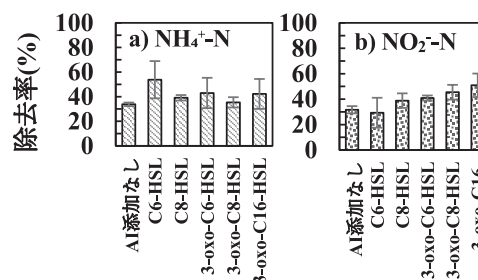 除去率(%)
100
80
60
40
20
0
a) NH₄⁺-N
AI添加なし
C6-HSL
C8-HSL
3-oxo-C6-HSL
3-oxo-C8-HSL
3-oxo-C16-HSL
100
80
60
40
20
0
b) NO₂⁻-N
AI添加なし
C6-HSL
C8-HSL
3-oxo-C6-HSL
3-oxo-C8-HSL
3-oxo-C16